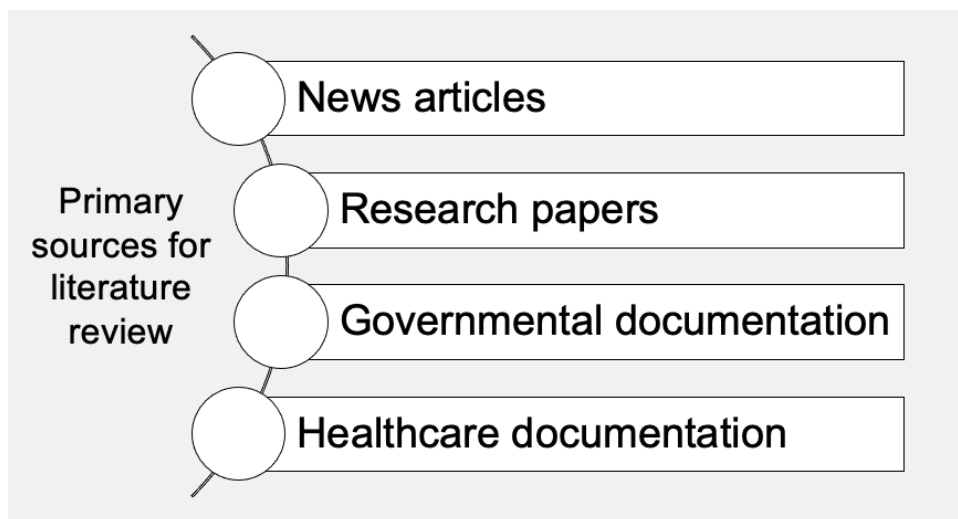 Primary
sources for
literature
review
News articles
Research papers
Governmental documentation
Healthcare documentation